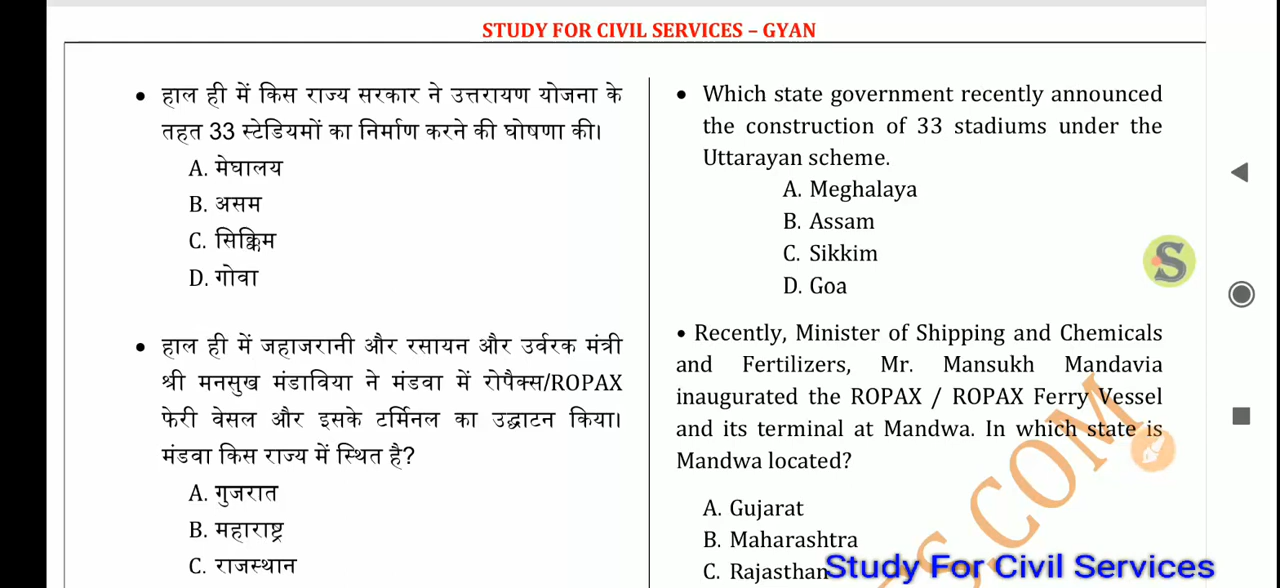 STUDY FOR CIVIL SERVICES – GYAN
• हाल ही में किस राज्य सरकार ने उत्तरायण योजना के
तहत 33 स्टेडियमों का निर्माण करने की घोषणा की।
A. मेघालय
B. असम
C. सिक्किम
D. गोवा
• हाल ही में जहाजरानी और रसायन और उर्वरक मंत्री
श्री मनसुख मंडाविया ने मंडवा में रोपैक्स/ROPAX
फेरी वेसल और इसके टर्मिनल का उद्घाटन किया।
मंडवा किस राज्य में स्थित है?
A. गुजरात
B. महाराष्ट्र
C. राजस्थान
• Which state government recently announced
the construction of 33 stadiums under the
Uttarayan scheme.
A. Meghalaya
B. Assam
C. Sikkim
D. Goa
• Recently, Minister of Shipping and Chemicals
and Fertilizers, Mr. Mansukh Mandavia
inaugurated the ROPAX / ROPAX Ferry Vessel
and its terminal at Mandwa. In which state is
Mandwa located?
A. Gujarat
B. Maharashtra
C. Rajasthan
S
.COM
Study For Civil Services